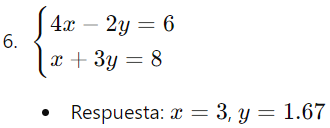 6. { 4x − 2y = 6
x + 3y = 8
• Respuesta: x = 3, y = 1.67